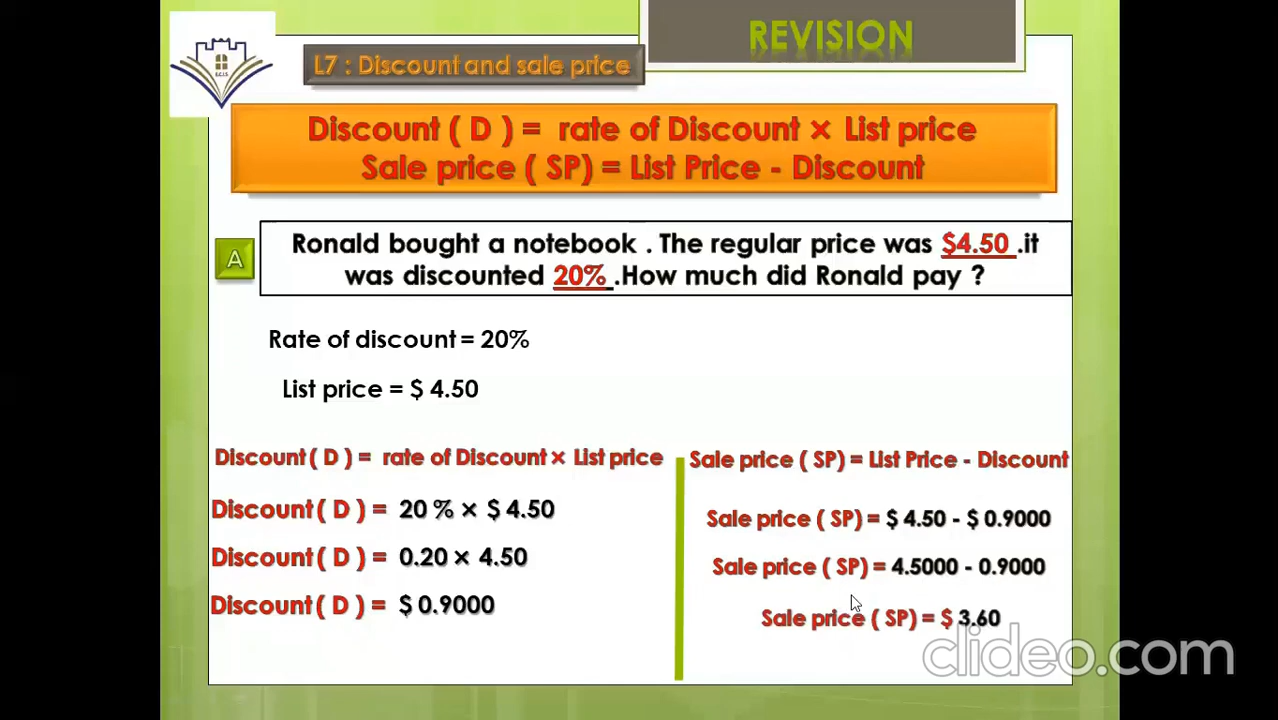 REVISION
S.C.I.S
L7 : Discount and sale price
Discount ( D ) = rate of Discount × List price
Sale price ( SP) = List Price - Discount
A
Ronald bought a notebook . The regular price was $4.50 .it
was discounted 20% .How much did Ronald pay ?
Rate of discount = 20%
List price = $ 4.50
Discount ( D ) = rate of Discount × List price
Discount ( D ) = 20 % × $ 4.50
Discount ( D ) = 0.20 × 4.50
Discount ( D ) = $ 0.9000
Sale price ( SP) = List Price - Discount
Sale price ( SP) = $ 4.50 - $ 0.9000
Sale price ( SP) = 4.5000 - 0.9000
Sale price ( SP) = $ 3.60
clideo.com